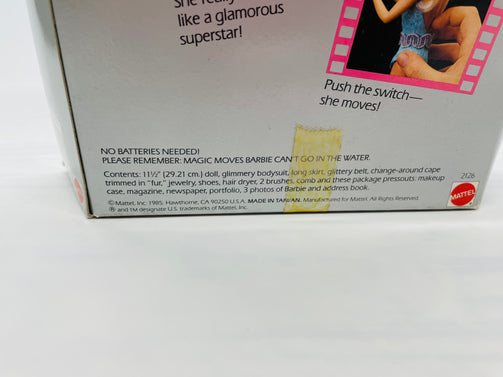 like a glamorous
superstar!
Push the switch—
she moves!
NO BATTERIES NEEDED!
PLEASE REMEMBER: MAGIC MOVES BARBIE CAN'T GO IN THE WATER.
Contents: 11½" (29.21 cm.) doll, glimmery bodysuit, long skirt, glittery belt, change-around cape
trimmed in "fur," jewelry, shoes, hair dryer, 2 brushes, comb and these package pressouts: makeup
case, magazine, newspaper, portfolio, 3 photos of Barbie and address book.
2126
©Mattel, Inc. 1985. Hawthorne, CA 90250 U.S.A. MADE IN TAIWAN. Manufactured for Mattel. All Rights Reserved.
® and TM designate U.S. trademarks of Mattel, Inc.
MATTEL